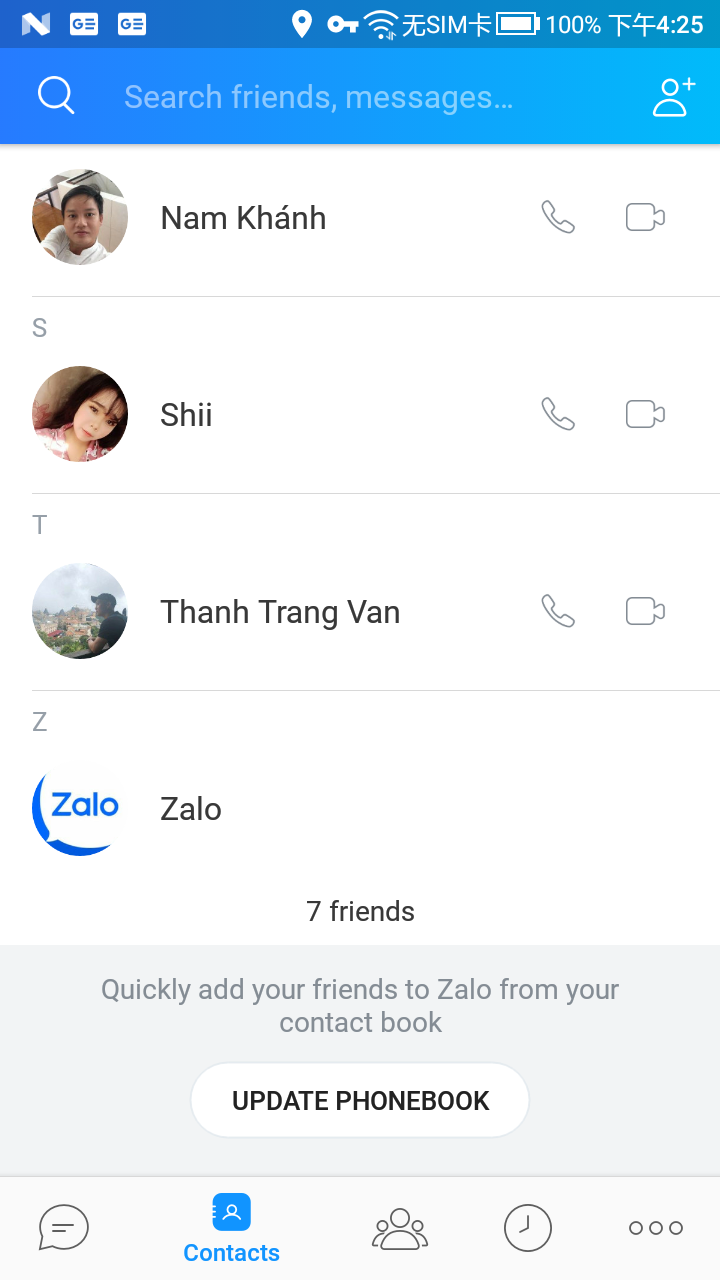 无SIM卡 100% 下午4:25
Search friends, messages...
Nam Khánh
S
Shii
T
Thanh Trang Van
Z
Zalo
Zalo
7 friends
Quickly add your friends to Zalo from your
contact book
UPDATE PHONEBOOK
Contacts